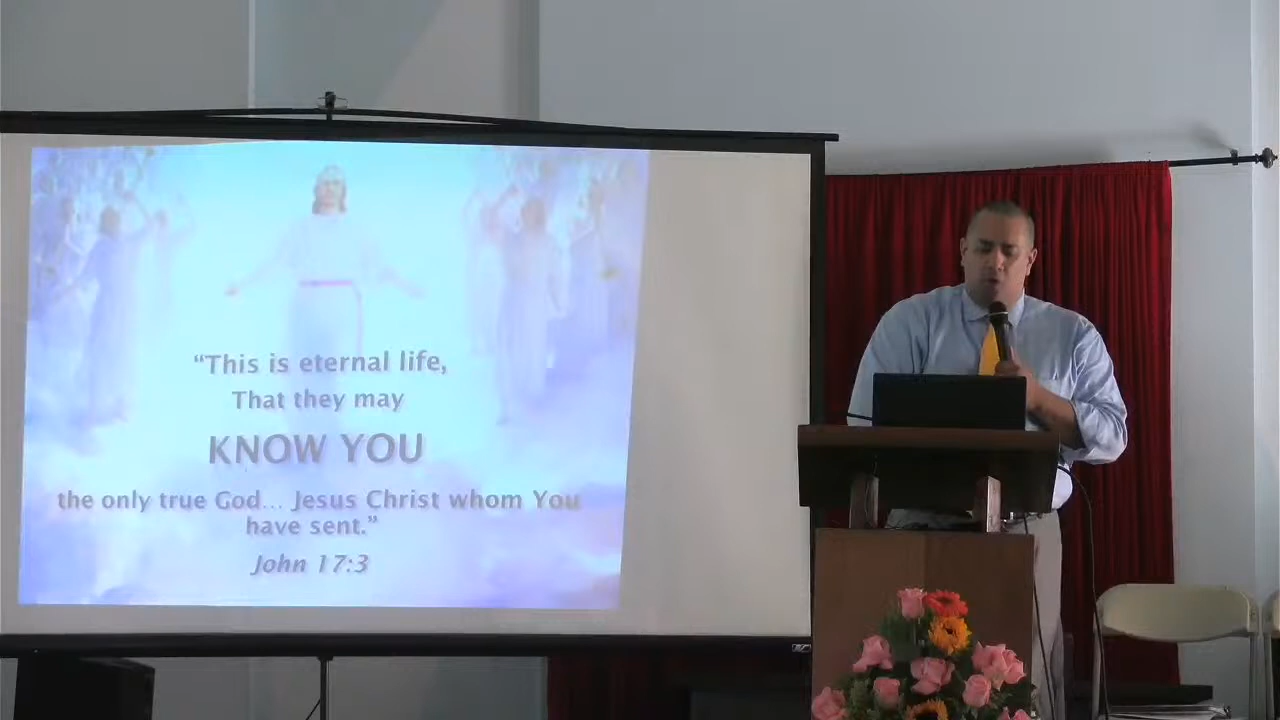 “This is eternal life,
That they may
KNOW YOU
the only true God... Jesus Christ whom You
have sent.”
John 17:3